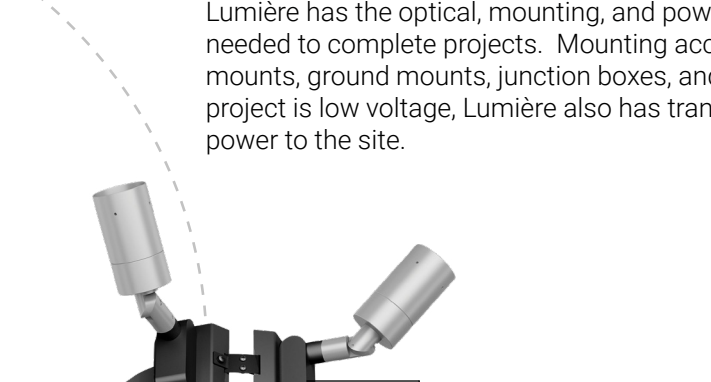 Lumière has the optical, mounting, and pow
needed to complete projects.  Mounting acc
mounts, ground mounts, junction boxes, and
project is low voltage, Lumière also has tran
power to the site.